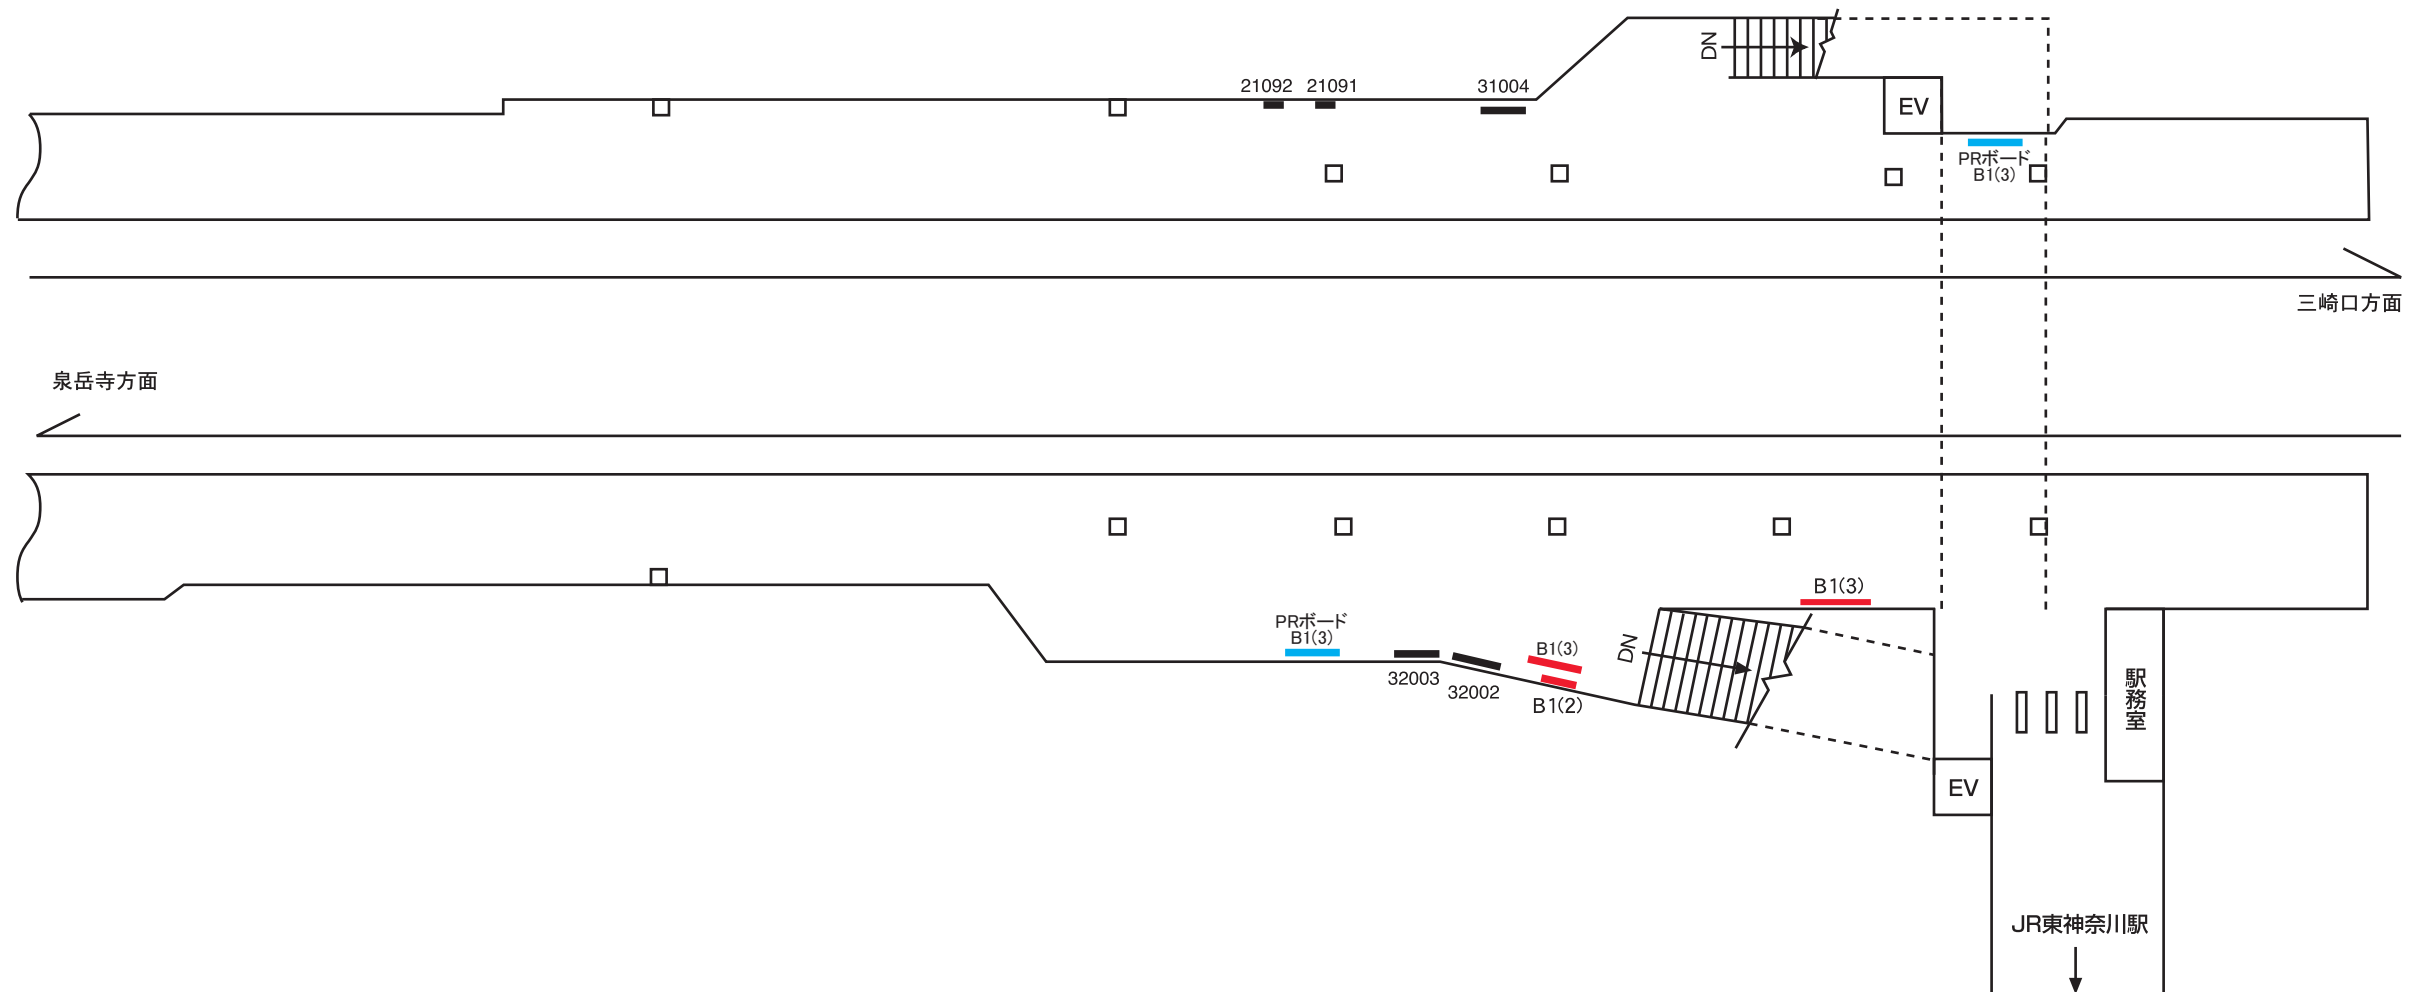 DN
21092
21091
31004
EV
PRボード
B1(3)
三崎口方面
泉岳寺方面
B1(3)
PRボード
B1(3)
32003
32002
B1(3)
B1(2)
DN
駅務室
EV
JR東神奈川駅